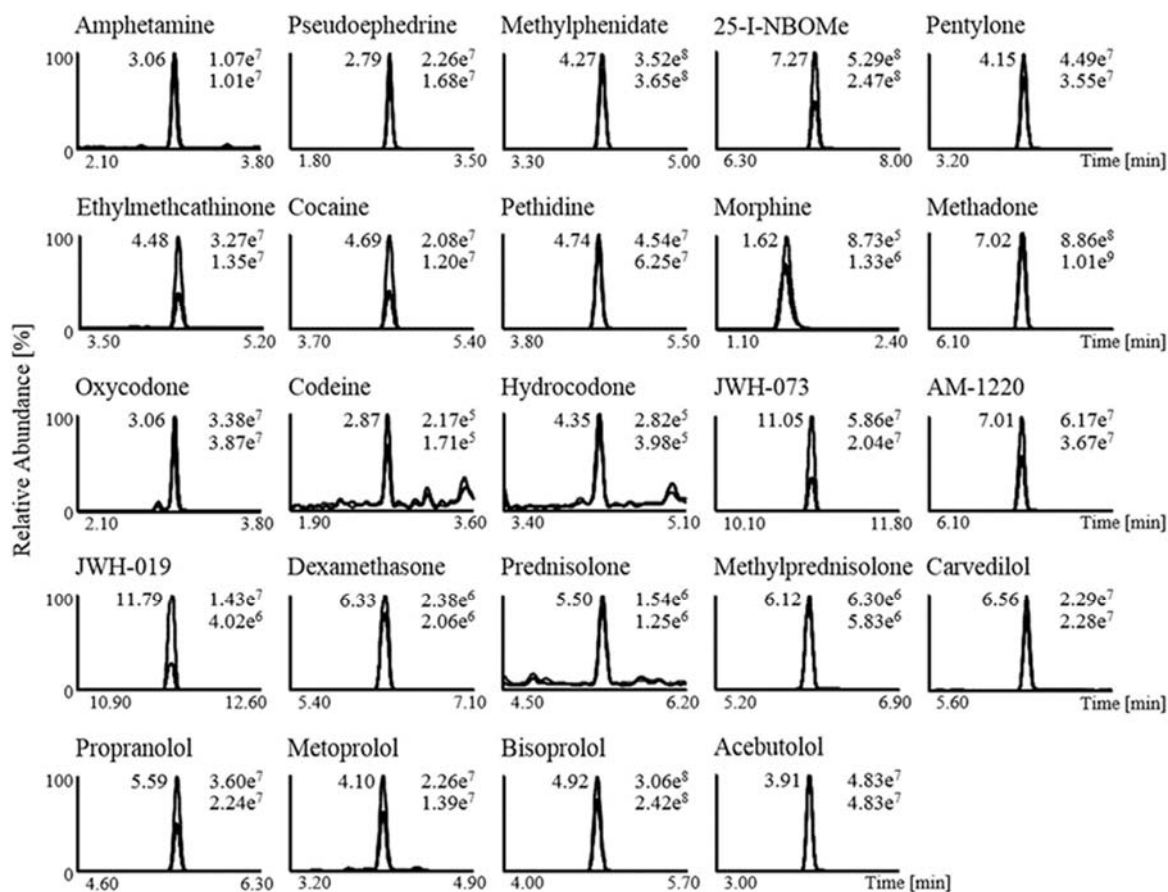 Amphetamine Pseudoephedrine Methylphenidate 25-I-NBOMe Pentylone
100 3.06 1.07e⁷ 2.79 2.26e⁷ 4.27 3.52e⁸ 7.27 5.29e⁸ 4.15 4.49e⁷
1.01e⁷ 1.68e⁷ 3.65e⁸ 2.47e⁸ 3.55e⁷
0
2.10 3.80 1.80 3.50 3.30 5.00 6.30 8.00 3.20 Time [min]
Ethylmethcathinone Cocaine Pethidine Morphine Methadone
100 4.48 3.27e⁷ 4.69 2.08e⁷ 4.74 4.54e⁷ 1.62 8.73e⁵ 7.02 8.86e⁸
1.35e⁷ 1.20e⁷ 6.25e⁷ 1.33e⁶ 1.01e⁹
0
3.50 5.20 3.70 5.40 3.80 5.50 1.10 2.40 6.10 Time [min]
Relative Abundance [%]
Oxycodone Codeine Hydrocodone JWH-073 AM-1220
100 3.06 3.38e⁷ 2.87 2.17e⁵ 4.35 2.82e⁵ 11.05 5.86e⁷ 7.01 6.17e⁷
3.87e⁷ 1.71e⁵ 3.98e⁵ 2.04e⁷ 3.67e⁷
0
2.10 3.80 1.90 3.60 3.40 5.10 10.10 11.80 6.10 Time [min]
JWH-019 Dexamethasone Prednisolone Methylprednisolone Carvedilol
100 11.79 1.43e⁷ 6.33 2.38e⁶ 5.50 1.54e⁶ 6.12 6.30e⁶ 6.56 2.29e⁷
4.02e⁶ 2.06e⁶ 1.25e⁶ 5.83e⁶ 2.28e⁷
0
10.90 12.60 5.40 7.10 4.50 6.20 5.20 6.90 5.60 Time [min]
Propranolol Metoprolol Bisoprolol Acebutolol
100 5.59 3.60e⁷ 4.10 2.26e⁷ 4.92 3.06e⁸ 3.91 4.83e⁷
2.24e⁷ 1.39e⁷ 2.42e⁸ 4.83e⁷
0
4.60 6.30 3.20 4.90 4.00 5.70 3.00 Time [min]